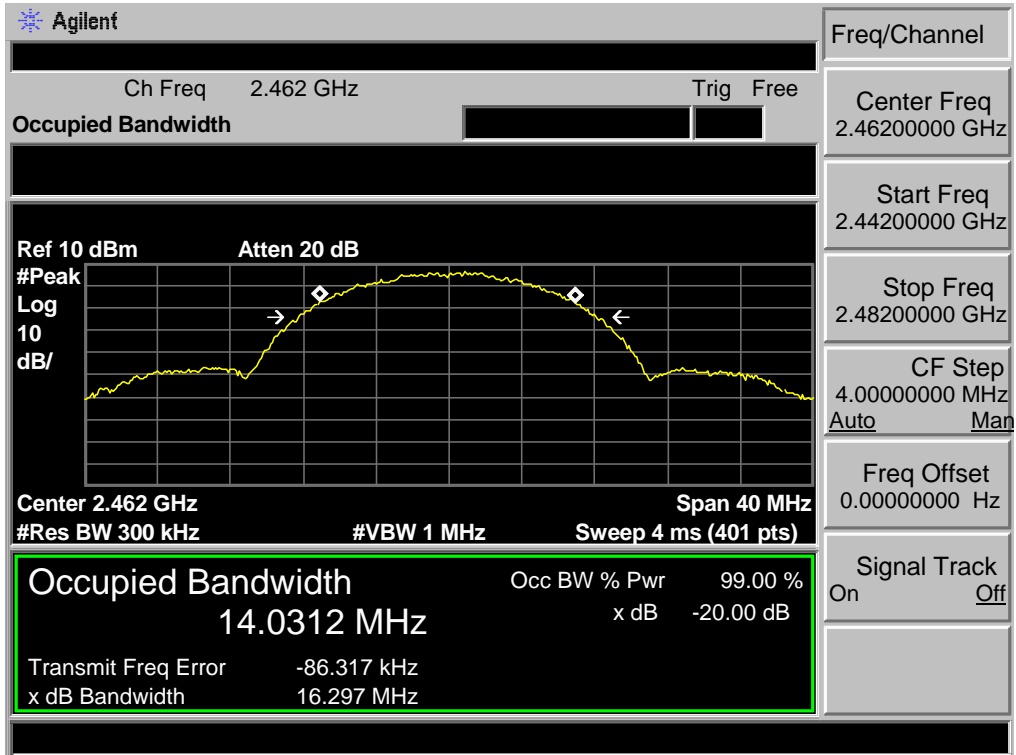 Agilent
Freq/Channel
Ch Freq 2.462 GHz Trig Free
Occupied Bandwidth
Center Freq
2.46200000 GHz
Start Freq
2.44200000 GHz
Ref 10 dBm Atten 20 dB
#Peak
Log
10
dB/
Stop Freq
2.48200000 GHz
CF Step
4.00000000 MHz
Auto Man
Center 2.462 GHz Span 40 MHz
#Res BW 300 kHz #VBW 1 MHz Sweep 4 ms (401 pts)
Freq Offset
0.00000000 Hz
Occupied Bandwidth Occ BW % Pwr 99.00 %
14.0312 MHz x dB -20.00 dB
Transmit Freq Error -86.317 kHz
x dB Bandwidth 16.297 MHz
Signal Track
On Off